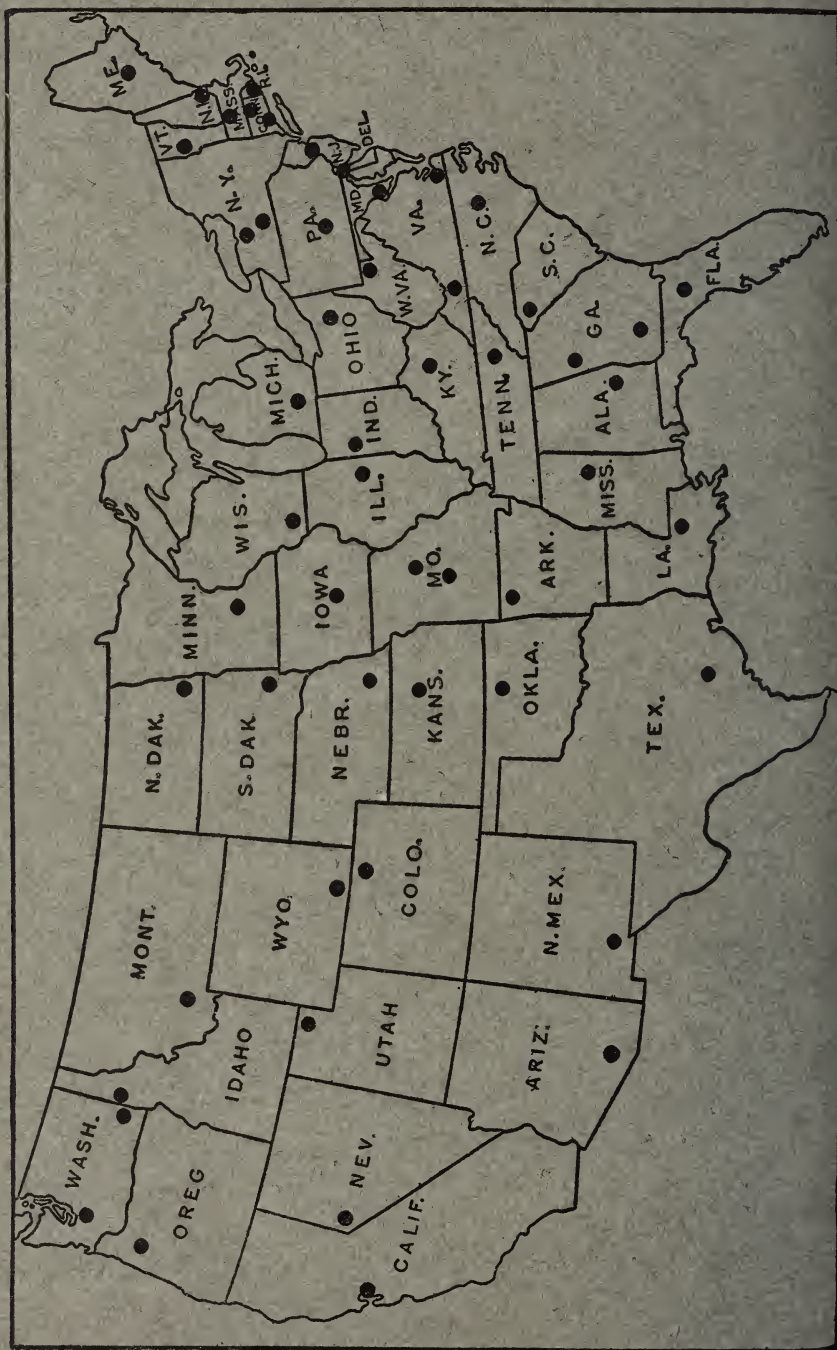 WASH.
OREG
CALIF.
NEV.
IDAHO
MONT.
WYO.
UTAH
ARIZ.
COLO.
N.MEX.
N.DAK.
S.DAK.
NEBR.
KANS.
OKLA.
TEX.
MINN.
IOWA
MO.
ARK.
LA.
WIS.
ILL.
MICH.
IND.
OHIO
KY.
TENN.
MISS.
ALA.
GA.
FLA.
S.C.
N.C.
VA.
W.VA.
MD.
DEL.
PA.
N.J.
N.Y.
VT.
N.H.
ME.
MASS.
CONN.
R.I.